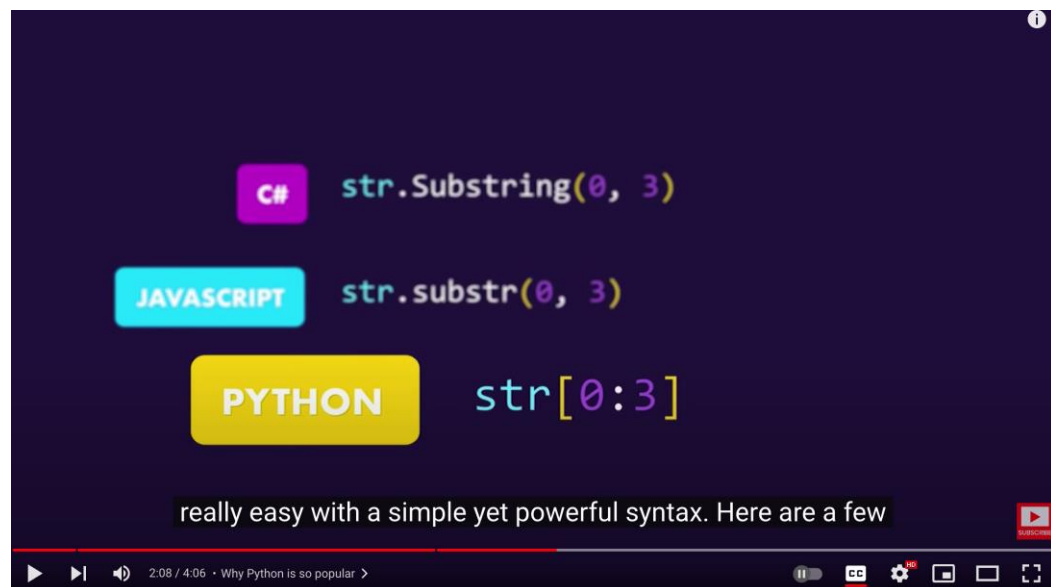 C# str.Substring(0, 3)
JAVASCRIPT str.substr(0, 3)
PYTHON str[0:3]
really easy with a simple yet powerful syntax. Here are a few
SUBSCRIBE
2:08 / 4:06 • Why Python is so popular >
CC HD